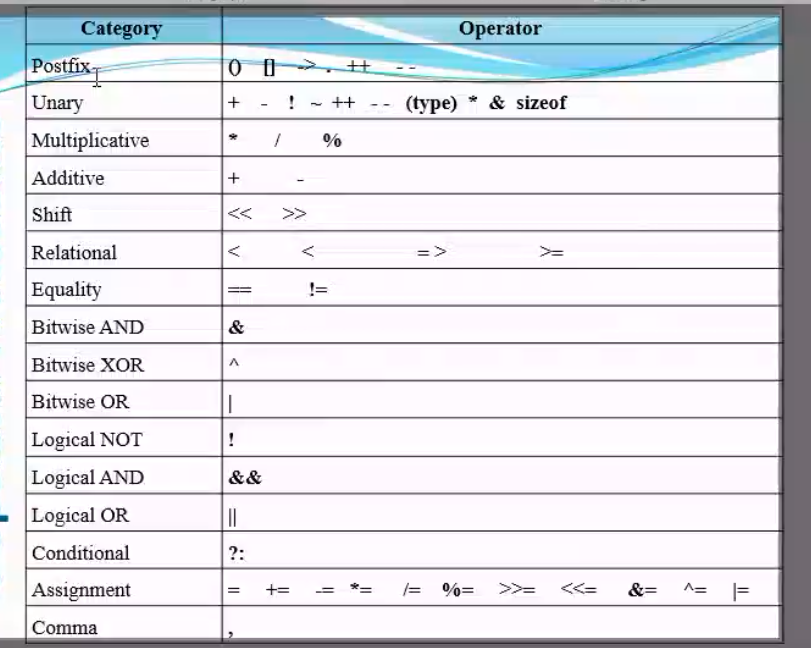 Category Operator
Postfix () [] -> . ++ - -
Unary + - ! ~ ++ - - (type) * & sizeof
Multiplicative * / %
Additive + -
Shift << >>
Relational < < = > >=
Equality == !=
Bitwise AND &
Bitwise XOR ^
Bitwise OR |
Logical NOT !
Logical AND &&
Logical OR ||
Conditional ?:
Assignment = += -= *= /= %= >>= <<= &= ^= |=
Comma ,